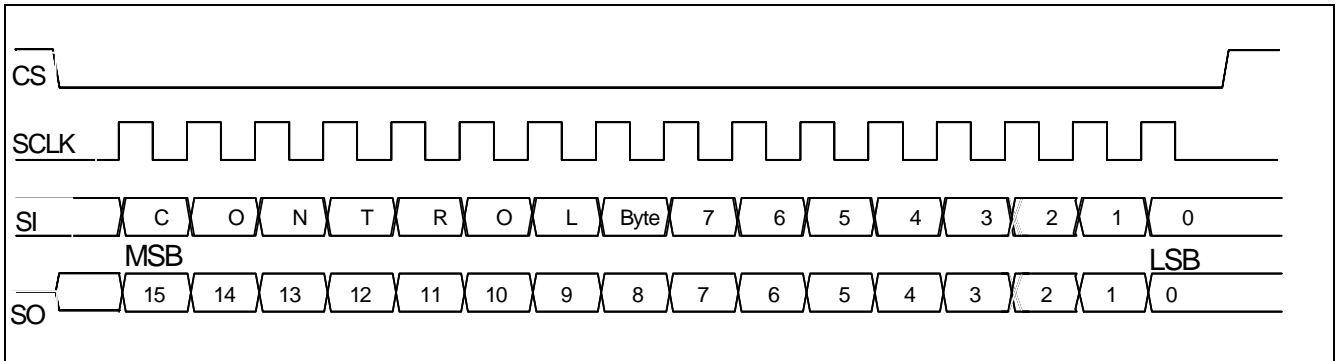 CS
SCLK
SI C O N T R O L Byte 7 6 5 4 3 2 1 0
MSB LSB
SO 15 14 13 12 11 10 9 8 7 6 5 4 3 2 1 0